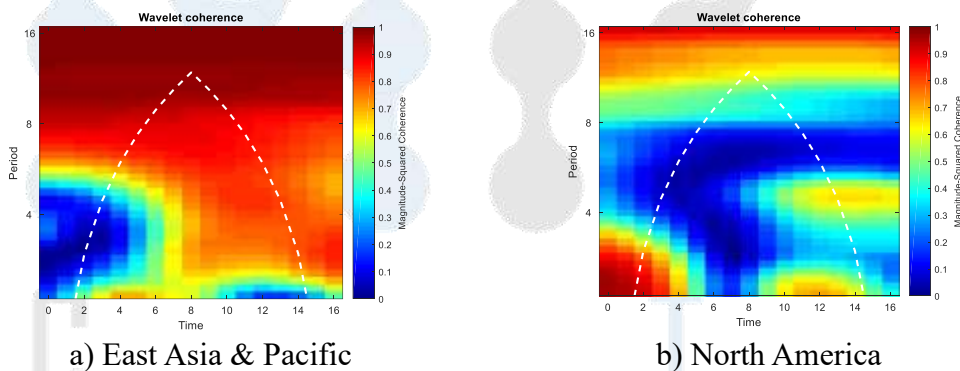 Wavelet coherence
16
8
4
Period
0 2 4 6 8 10 12 14 16
Time
1
0.9
0.8
0.7
0.6
0.5
0.4
0.3
0.2
0.1
0
Magnitude-Squared Coherence
a) East Asia & Pacific
Wavelet coherence
16
8
4
Period
0 2 4 6 8 10 12 14 16
Time
1
0.9
0.8
0.7
0.6
0.5
0.4
0.3
0.2
0.1
0
Magnitude-Squared Coherence
b) North America